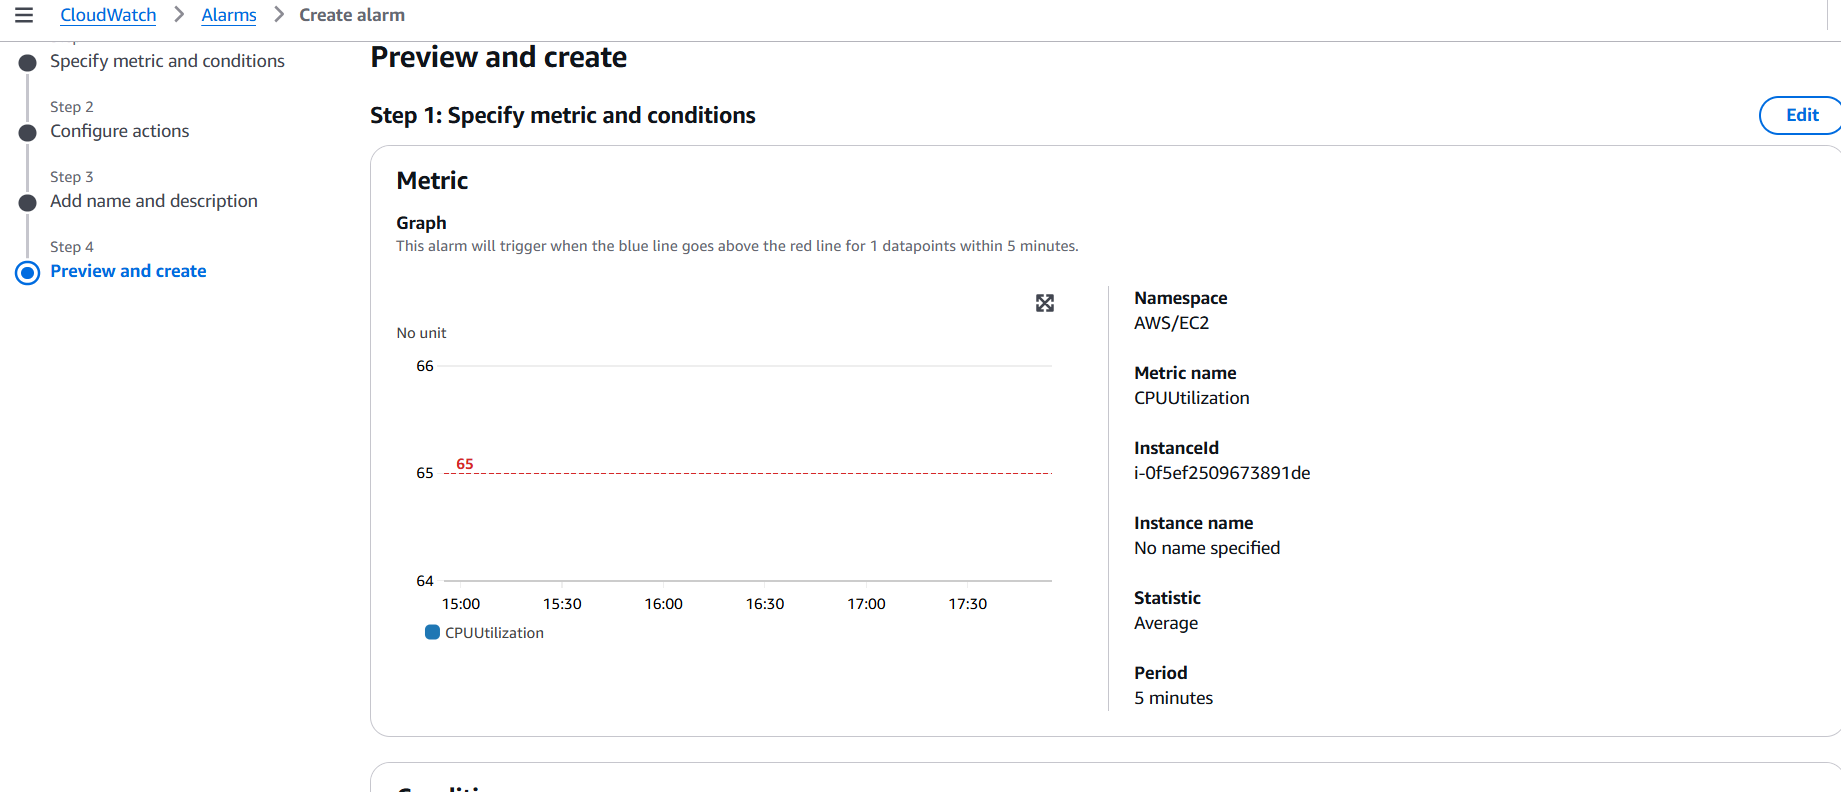 CloudWatch > Alarms > Create alarm
Specify metric and conditions
Step 2
Configure actions
Step 3
Add name and description
Step 4
Preview and create
Preview and create
Step 1: Specify metric and conditions
Edit
Metric
Graph
This alarm will trigger when the blue line goes above the red line for 1 datapoints within 5 minutes.
No unit
66
65
65
64
15:00 15:30 16:00 16:30 17:00 17:30
CPUUtilization
Namespace
AWS/EC2
Metric name
CPUUtilization
InstanceId
i-0f5ef2509673891de
Instance name
No name specified
Statistic
Average
Period
5 minutes